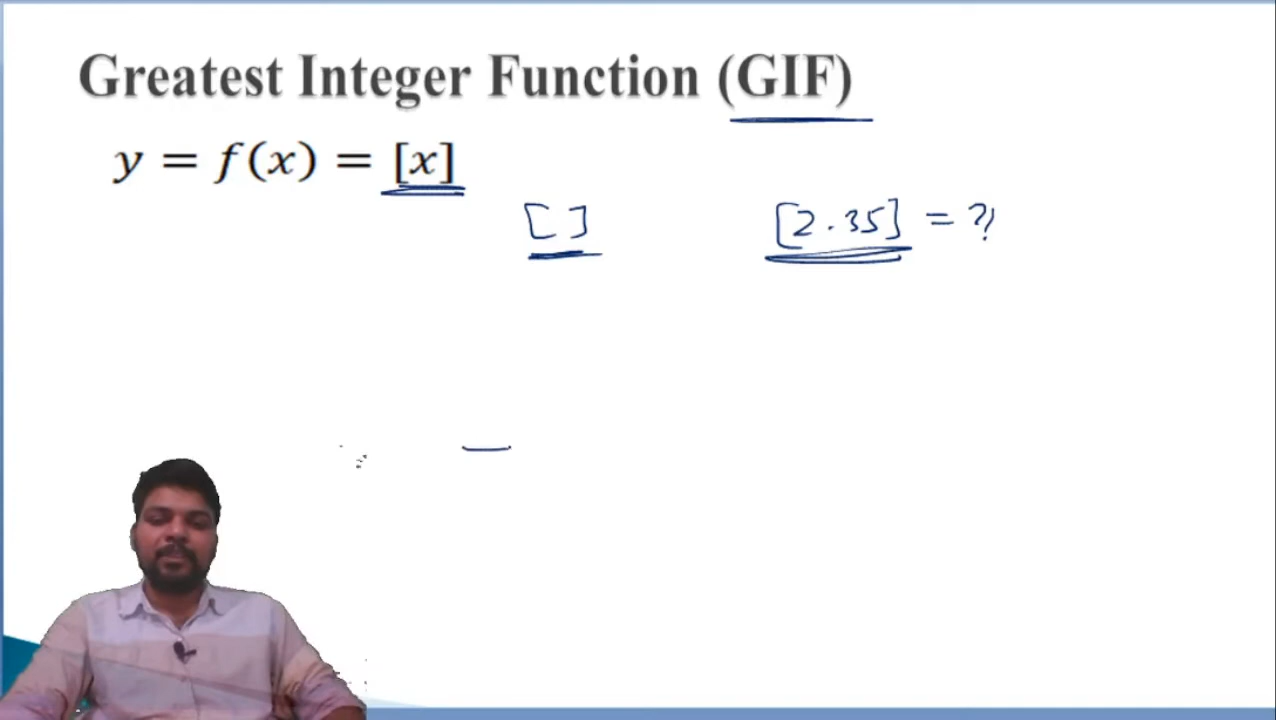 Greatest Integer Function (GIF)
y = f(x) = [x]
[ ] [2.35] = ?